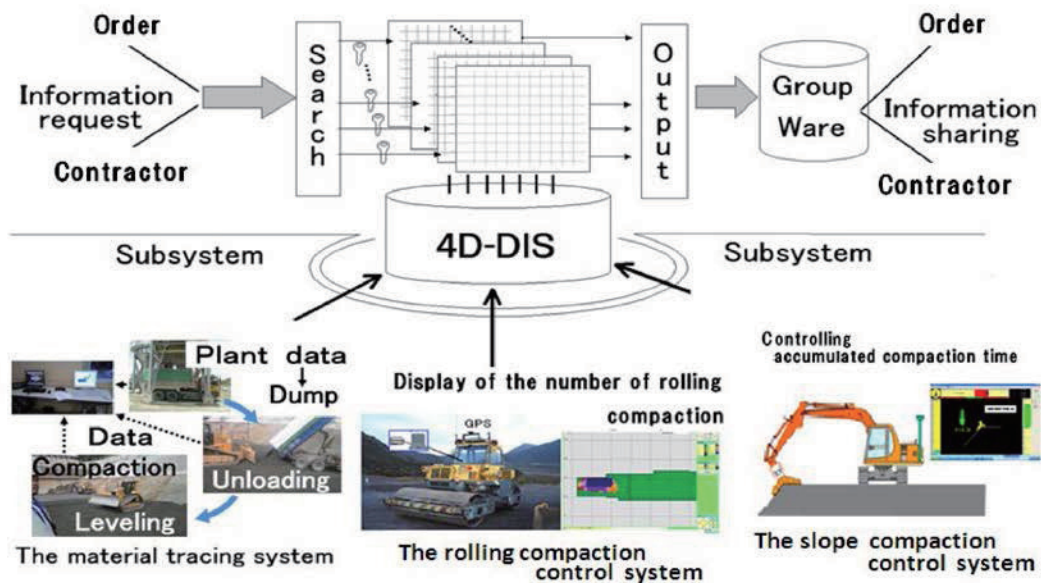 Order
Information
request
Contractor
Search
Output
Group
Ware
Order
Information
sharing
Contractor
4D-DIS
Subsystem
Subsystem
Plant data
Dump
Data
Compaction
Unloading
Leveling
The material tracing system
Display of the number of rolling
compaction
GPS
The rolling compaction
control system
Controlling
accumulated compaction time
The slope compaction
control system